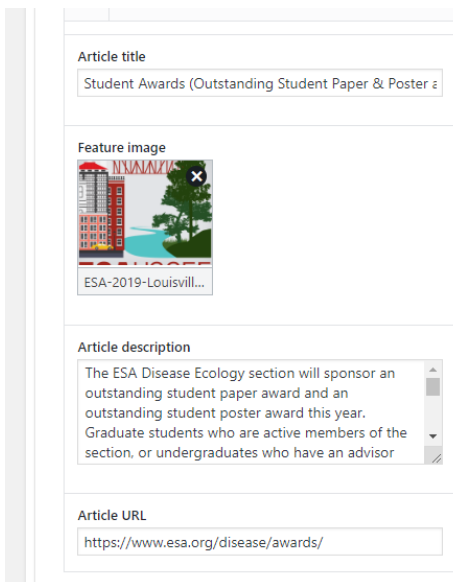 Article title
Student Awards (Outstanding Student Paper & Poster a
Feature image
ESA-2019-Louisvill...
Article description
The ESA Disease Ecology section will sponsor an
outstanding student paper award and an
outstanding student poster award this year.
Graduate students who are active members of the
section, or undergraduates who have an advisor
Article URL
https://www.esa.org/disease/awards/